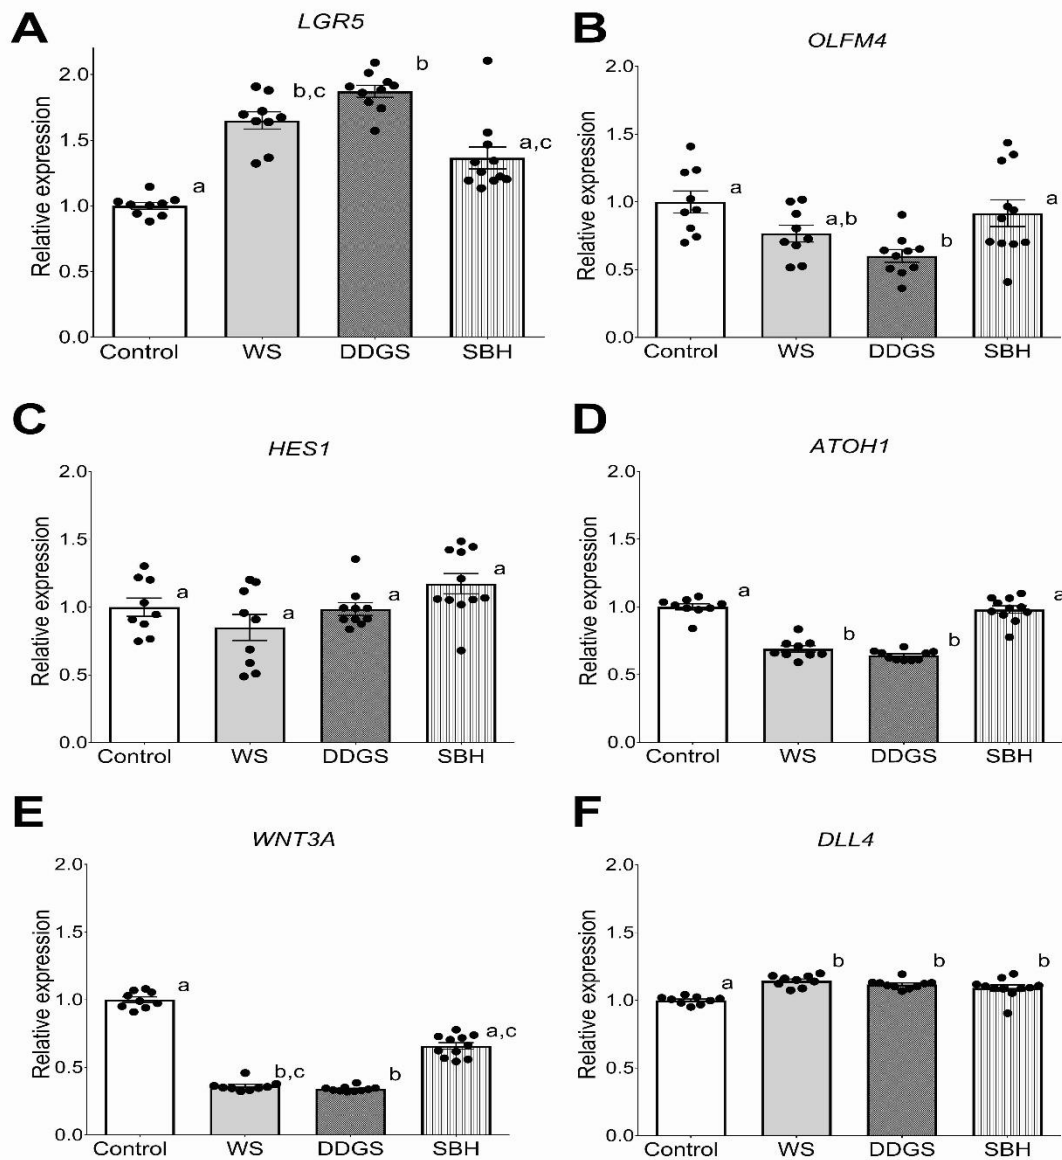 A
LGR5
Relative expression
2.0
1.5
1.0
0.5
0.0
a
b,c
b
a,c
Control WS DDGS SBH
B
OLFM4
Relative expression
2.0
1.5
1.0
0.5
0.0
a
a,b
b
a
Control WS DDGS SBH
C
HES1
Relative expression
2.0
1.5
1.0
0.5
0.0
a
a
a
a
Control WS DDGS SBH
D
ATOH1
Relative expression
2.0
1.5
1.0
0.5
0.0
a
b
b
a
Control WS DDGS SBH
E
WNT3A
Relative expression
2.0
1.5
1.0
0.5
0.0
a
b,c
b
a,c
Control WS DDGS SBH
F
DLL4
Relative expression
2.0
1.5
1.0
0.5
0.0
a
b
b
b
Control WS DDGS SBH